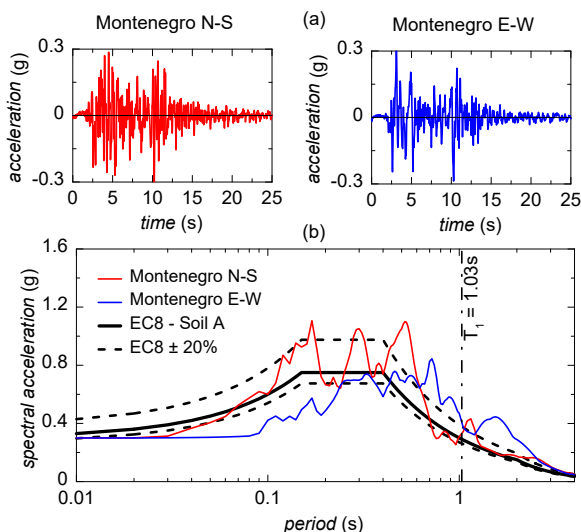 Montenegro N-S
(a)
Montenegro E-W
acceleration (g)
0.3
0
-0.3
0 5 10 15 20 25
time (s)
acceleration (g)
0.3
0
-0.3
0 5 10 15 20 25
time (s)
(b)
spectral acceleration (g)
1.6
1.2
0.8
0.4
0
Montenegro N-S
Montenegro E-W
EC8 - Soil A
EC8 ± 20%
T1 = 1.03s
0.01 0.1 1
period (s)